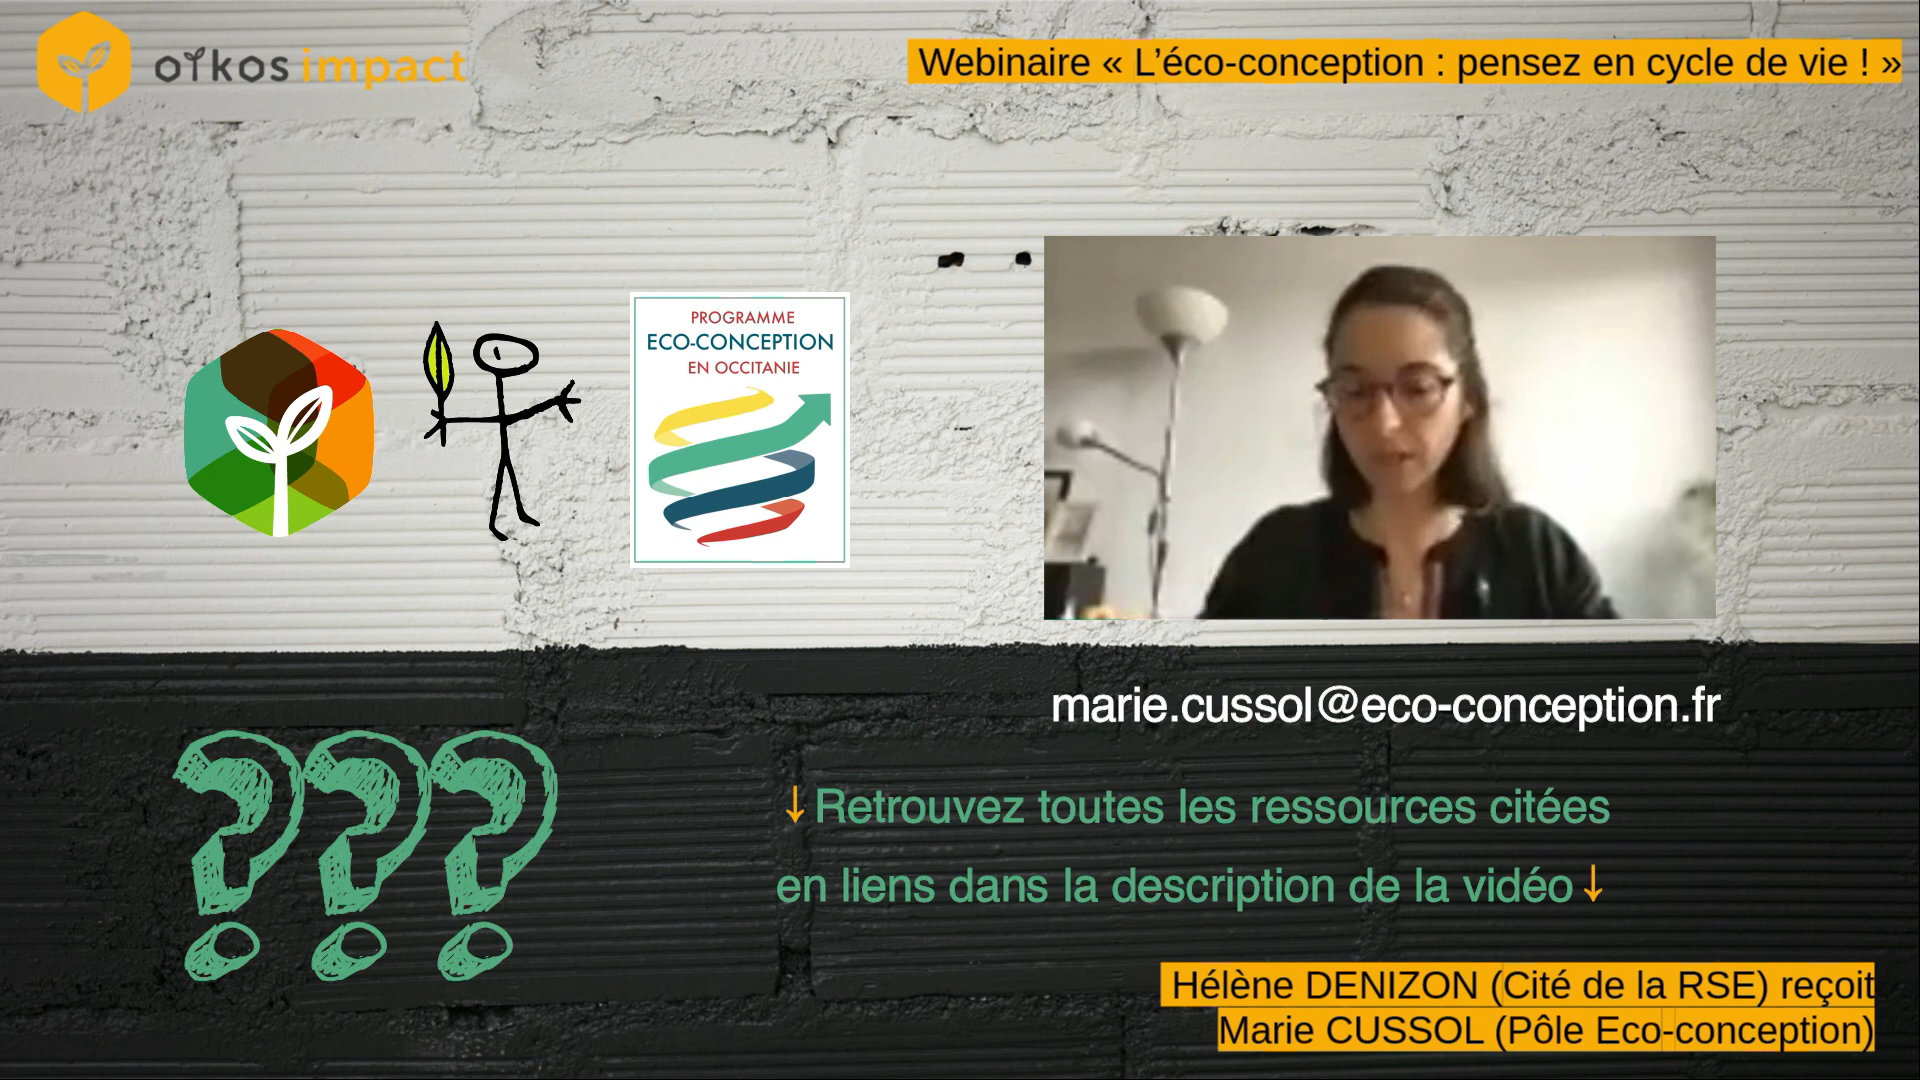 oikos impact
Webinaire « L'éco-conception : pensez en cycle de vie ! »
PROGRAMME
ECO-CONCEPTION
EN OCCITANIE
marie.cussol@eco-conception.fr
???
↓Retrouvez toutes les ressources citées
en liens dans la description de la vidéo↓
Hélène DENIZON (Cité de la RSE) reçoit
Marie CUSSOL (Pôle Eco-conception)